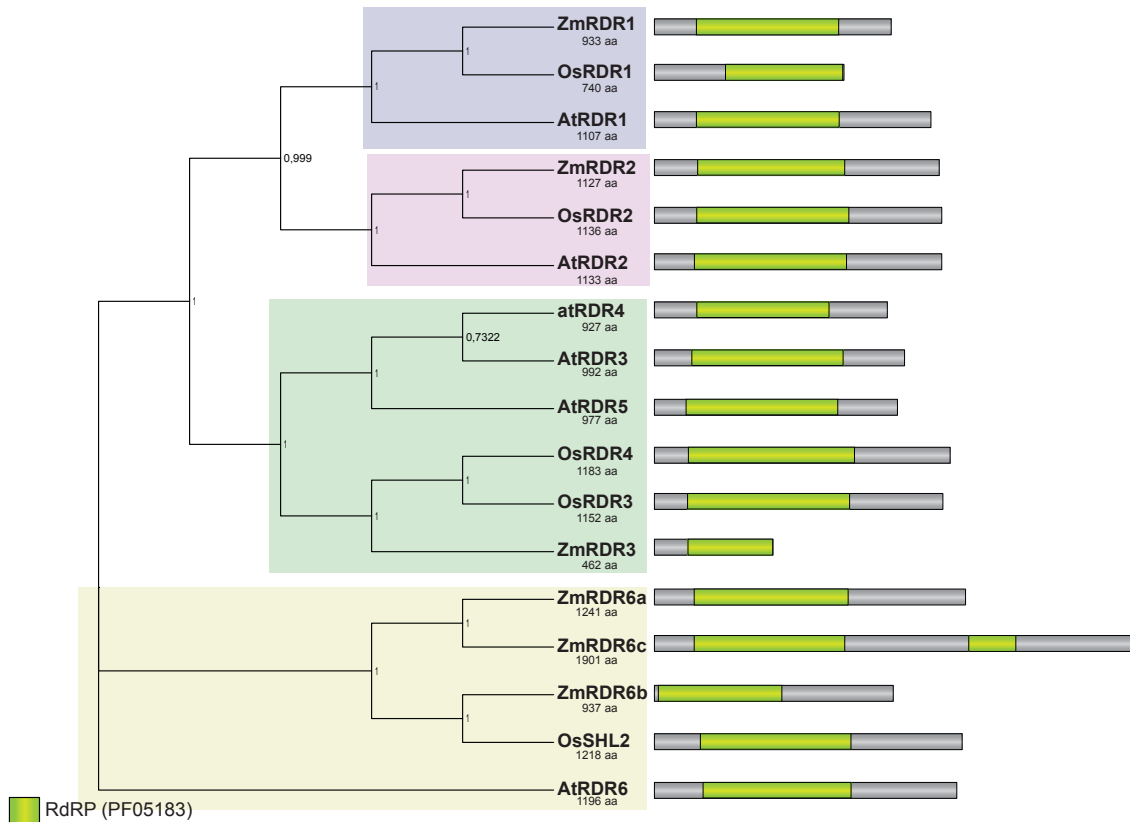 ZmRDR1
933 aa
1
OsRDR1
740 aa
1
AtRDR1
1107 aa
0,999
ZmRDR2
1127 aa
1
OsRDR2
1136 aa
1
AtRDR2
1133 aa
1
atRDR4
927 aa
0,7322
AtRDR3
992 aa
1
AtRDR5
977 aa
1
OsRDR4
1183 aa
1
OsRDR3
1152 aa
1
ZmRDR3
462 aa
ZmRDR6a
1241 aa
1
ZmRDR6c
1901 aa
1
ZmRDR6b
937 aa
1
OsSHL2
1218 aa
AtRDR6
1196 aa
RdRP (PF05183)